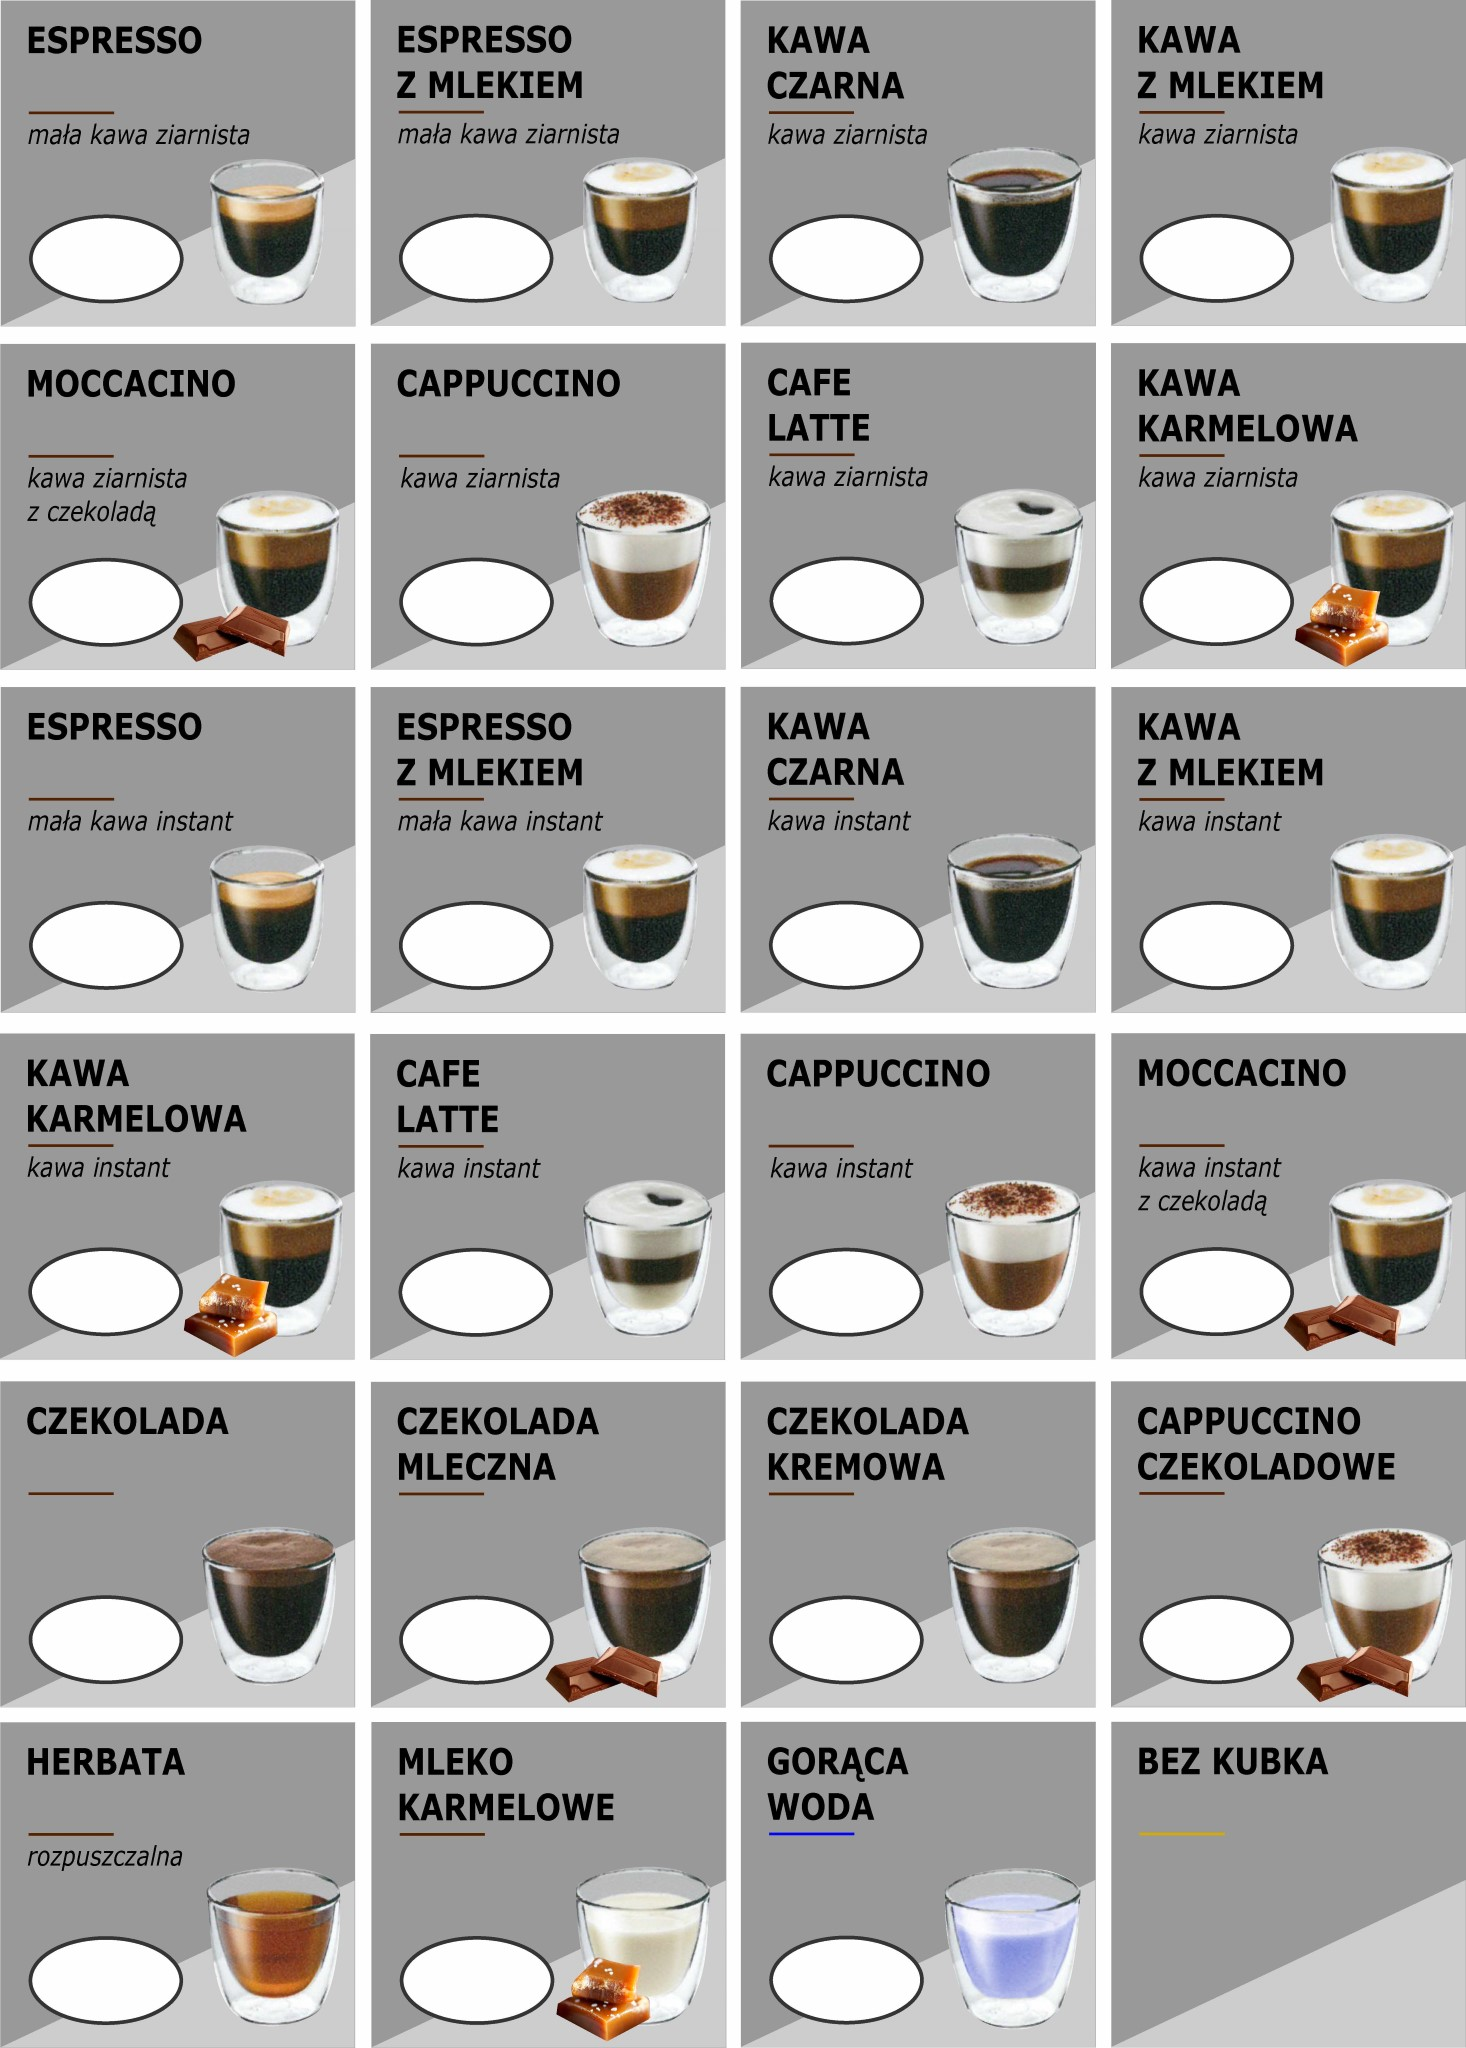 ESPRESSO
mała kawa ziarnista
ESPRESSO
Z MLEKIEM
mała kawa ziarnista
KAWA
CZARNA
kawa ziarnista
KAWA
Z MLEKIEM
kawa ziarnista
MOCCACINO
kawa ziarnista
z czekoladą
CAPPUCCINO
kawa ziarnista
CAFE
LATTE
kawa ziarnista
KAWA
KARMELOWA
kawa ziarnista
ESPRESSO
mała kawa instant
ESPRESSO
Z MLEKIEM
mała kawa instant
KAWA
CZARNA
kawa instant
KAWA
Z MLEKIEM
kawa instant
KAWA
KARMELOWA
kawa instant
CAFE
LATTE
kawa instant
CAPPUCCINO
kawa instant
MOCCACINO
kawa instant
z czekoladą
CZEKOLADA
CZEKOLADA
MLECZNA
CZEKOLADA
KREMOWA
CAPPUCCINO
CZEKOLADOWE
HERBATA
rozpuszczalna
MLEKO
KARMELOWE
GORĄCA
WODA
BEZ KUBKA